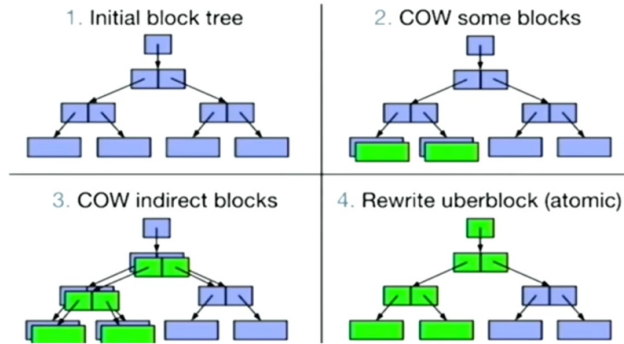 1. Initial block tree
2. COW some blocks
3. COW indirect blocks
4. Rewrite uberblock (atomic)